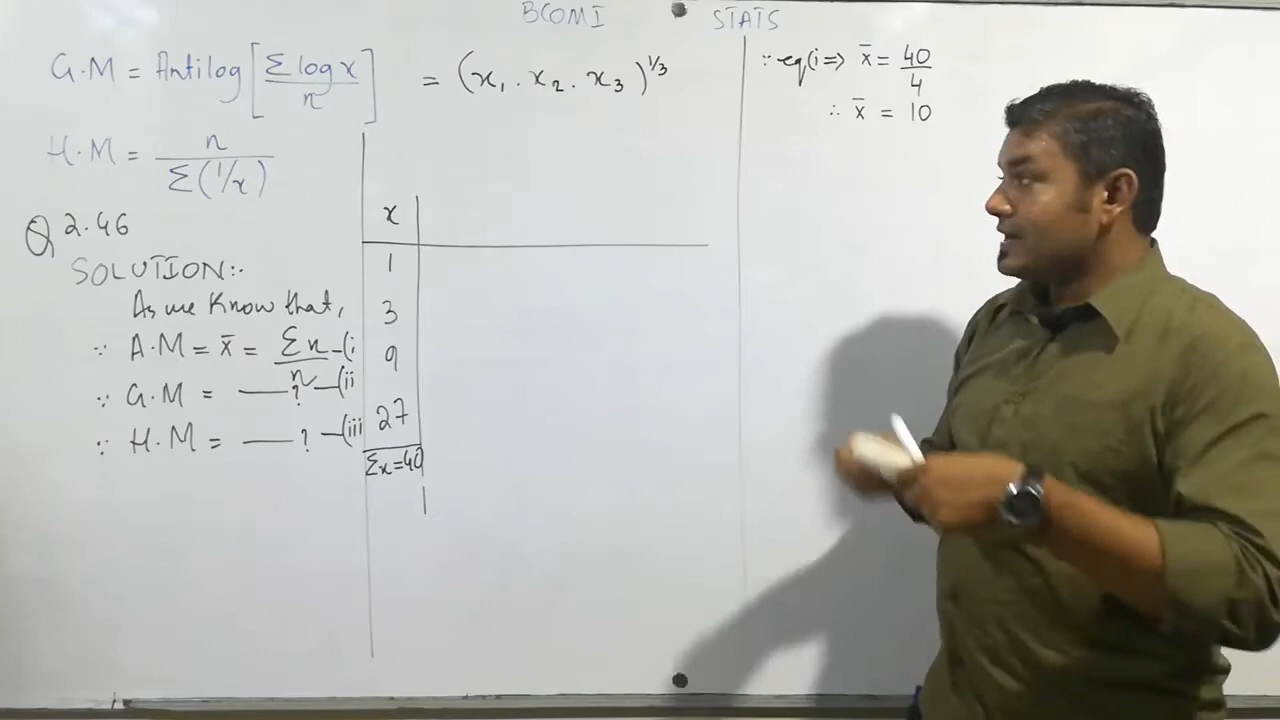 BCOMI STATS
G.M = Antilog[Σ log x / n] = (x₁ . x₂ . x₃)^1/3
H.M = n / Σ(1/x)
Q 2.46
SOLUTION:-
As we know that,
∵ A.M = x̄ = Σx / n —(i
∵ G.M = —— ? —(ii
∵ H.M = —— ? —(iii
x
1
3
9
27
Σx=40
∵ eq(i ⇒ x̄ = 40 / 4
∴ x̄ = 10